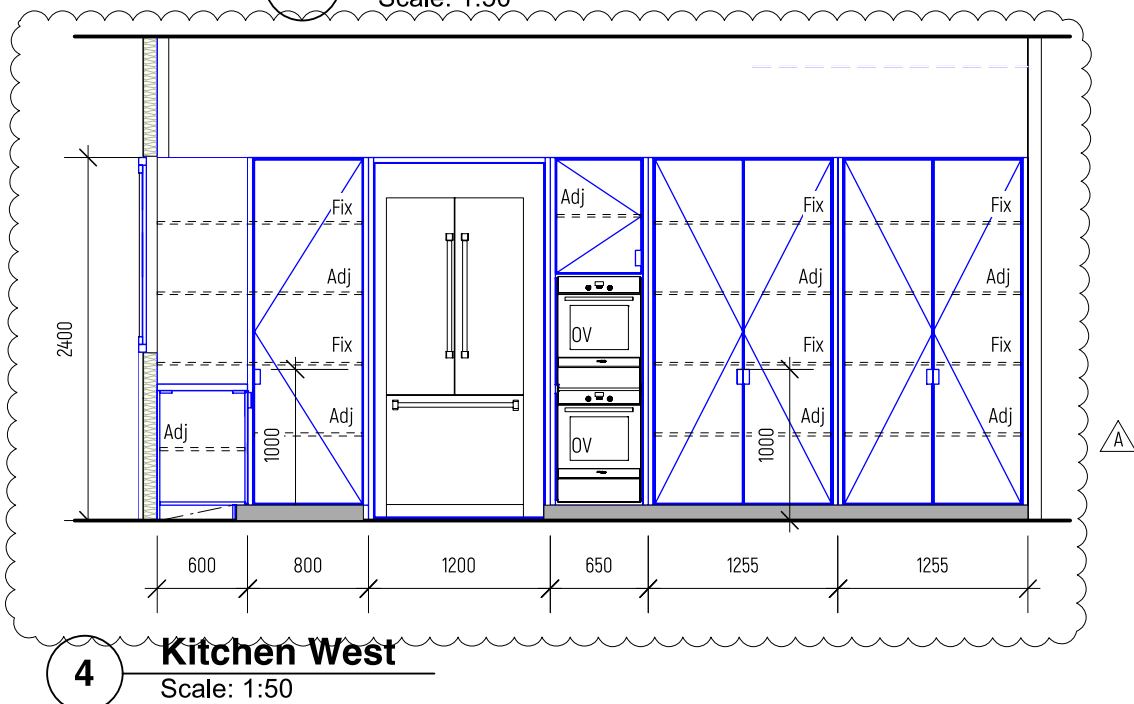 Scale: 1:50
Fix Adj Fix Fix
Adj Adj Adj
2400
OV
Fix Fix Fix
Adj Adj Adj Adj
1000 OV 1000
A
600 800 1200 650 1255 1255
4 Kitchen West
Scale: 1:50